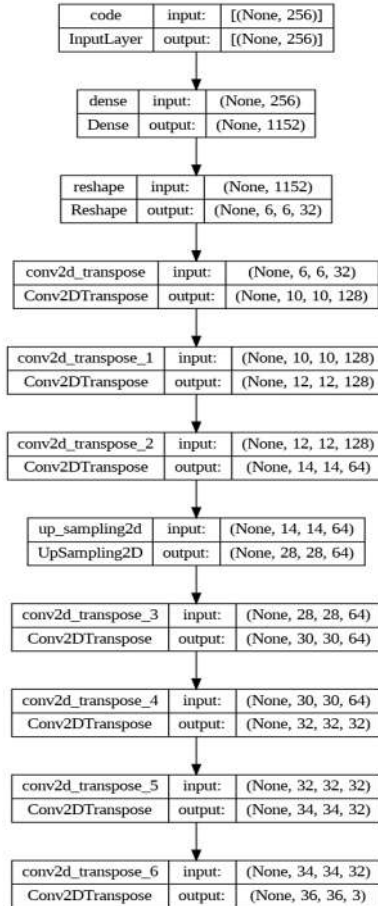 code input: [(None, 256)]
InputLayer output: [(None, 256)]
dense input: (None, 256)
Dense output: (None, 1152)
reshape input: (None, 1152)
Reshape output: (None, 6, 6, 32)
conv2d_transpose input: (None, 6, 6, 32)
Conv2DTranspose output: (None, 10, 10, 128)
conv2d_transpose_1 input: (None, 10, 10, 128)
Conv2DTranspose output: (None, 12, 12, 128)
conv2d_transpose_2 input: (None, 12, 12, 128)
Conv2DTranspose output: (None, 14, 14, 64)
up_sampling2d input: (None, 14, 14, 64)
UpSampling2D output: (None, 28, 28, 64)
conv2d_transpose_3 input: (None, 28, 28, 64)
Conv2DTranspose output: (None, 30, 30, 64)
conv2d_transpose_4 input: (None, 30, 30, 64)
Conv2DTranspose output: (None, 32, 32, 32)
conv2d_transpose_5 input: (None, 32, 32, 32)
Conv2DTranspose output: (None, 34, 34, 32)
conv2d_transpose_6 input: (None, 34, 34, 32)
Conv2DTranspose output: (None, 36, 36, 3)